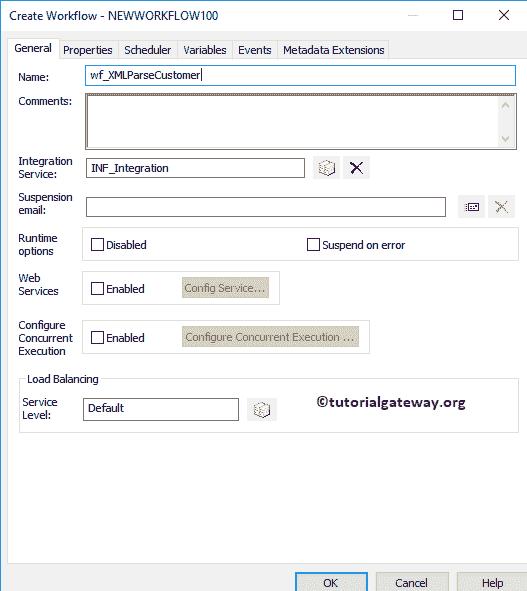 Create Workflow - NEWWORKFLOW100
General Properties Scheduler Variables Events Metadata Extensions
Name: wf_XMLParseCustomer
Comments:
Integration
Service: INF_Integration
Suspension
email:
Runtime
options Disabled Suspend on error
Web
Services Enabled Config Service...
Configure
Concurrent
Execution Enabled Configure Concurrent Execution ...
Load Balancing
Service
Level: Default
©tutorialgateway.org
OK Cancel Help